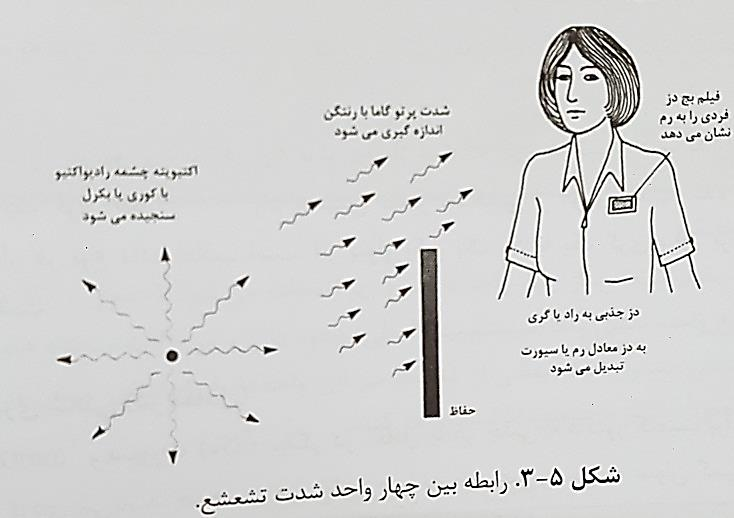 فیلم بج دز
فردی را به رم
نشان می دهد
شدت پرتو گاما با رنتگن
اندازه گیری می شود
اکتیویته چشمه رادیواکتیو
با کوری یا بکرل
سنجیده می شود
دز جذبی به راد یا گری
به دز معادل رم یا سیورت
تبدیل می شود
حفاظ
شکل ۵-۳. رابطه بین چهار واحد شدت تشعشع.